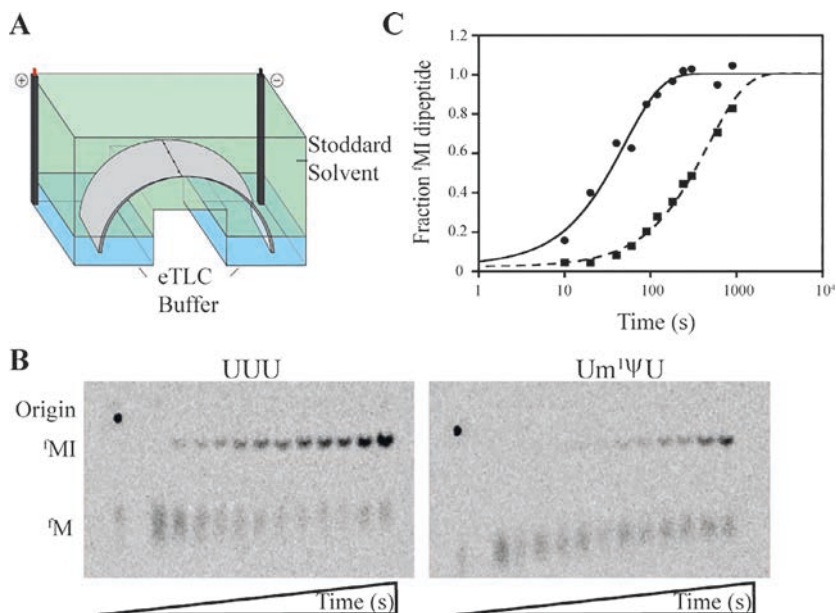 A
⊕
⊖
Stoddard
Solvent
eTLC
Buffer
C
Fraction ᶠMI dipeptide
1.2
1.0
0.8
0.6
0.4
0.2
0
1 10 100 1000 10⁴
Time (s)
B
UUU
Um¹ΨU
Origin
ᶠMI
ᶠM
Time (s)
Time (s)